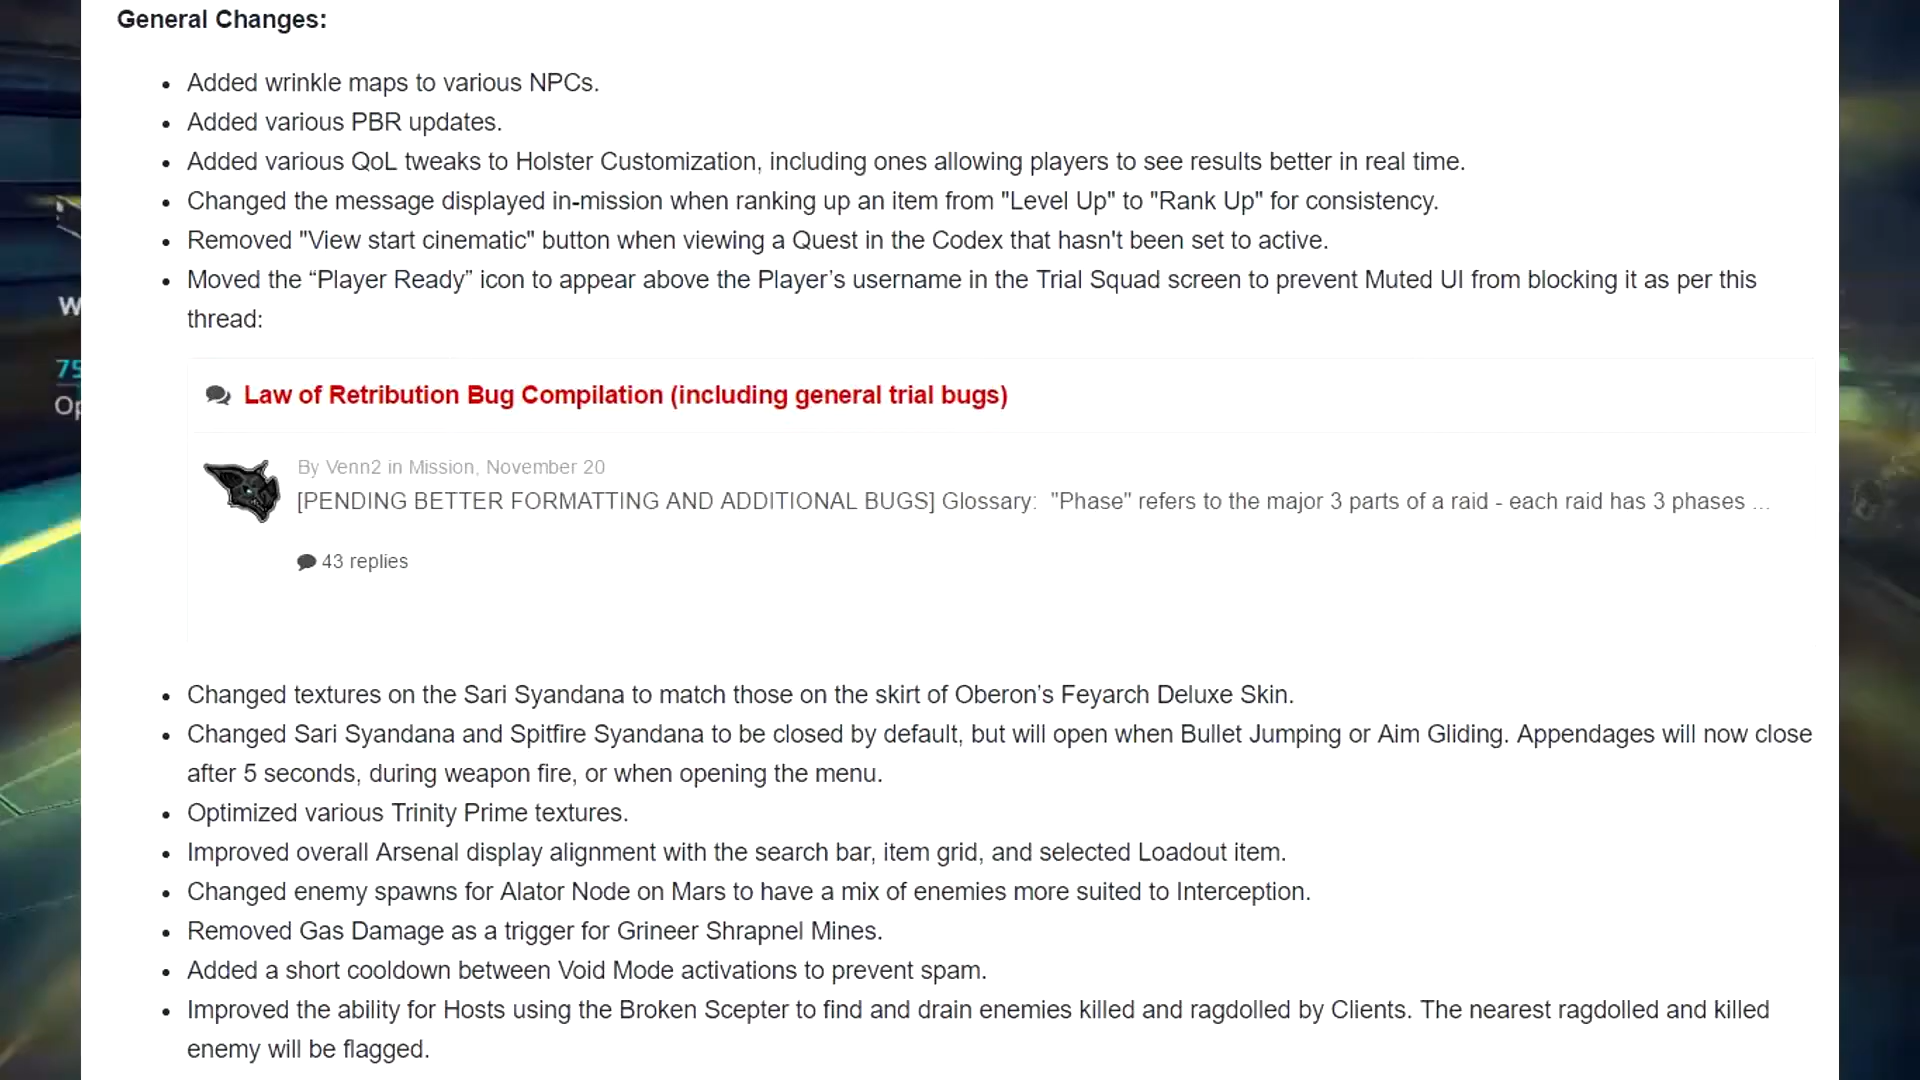 General Changes:
• Added wrinkle maps to various NPCs.
• Added various PBR updates.
• Added various QoL tweaks to Holster Customization, including ones allowing players to see results better in real time.
• Changed the message displayed in-mission when ranking up an item from "Level Up" to "Rank Up" for consistency.
• Removed "View start cinematic" button when viewing a Quest in the Codex that hasn't been set to active.
• Moved the “Player Ready” icon to appear above the Player’s username in the Trial Squad screen to prevent Muted UI from blocking it as per this
thread:
Law of Retribution Bug Compilation (including general trial bugs)
By Venn2 in Mission, November 20
[PENDING BETTER FORMATTING AND ADDITIONAL BUGS] Glossary: "Phase" refers to the major 3 parts of a raid - each raid has 3 phases ...
43 replies
• Changed textures on the Sari Syandana to match those on the skirt of Oberon’s Feyarch Deluxe Skin.
• Changed Sari Syandana and Spitfire Syandana to be closed by default, but will open when Bullet Jumping or Aim Gliding. Appendages will now close
after 5 seconds, during weapon fire, or when opening the menu.
• Optimized various Trinity Prime textures.
• Improved overall Arsenal display alignment with the search bar, item grid, and selected Loadout item.
• Changed enemy spawns for Alator Node on Mars to have a mix of enemies more suited to Interception.
• Removed Gas Damage as a trigger for Grineer Shrapnel Mines.
• Added a short cooldown between Void Mode activations to prevent spam.
• Improved the ability for Hosts using the Broken Scepter to find and drain enemies killed and ragdolled by Clients. The nearest ragdolled and killed
enemy will be flagged.